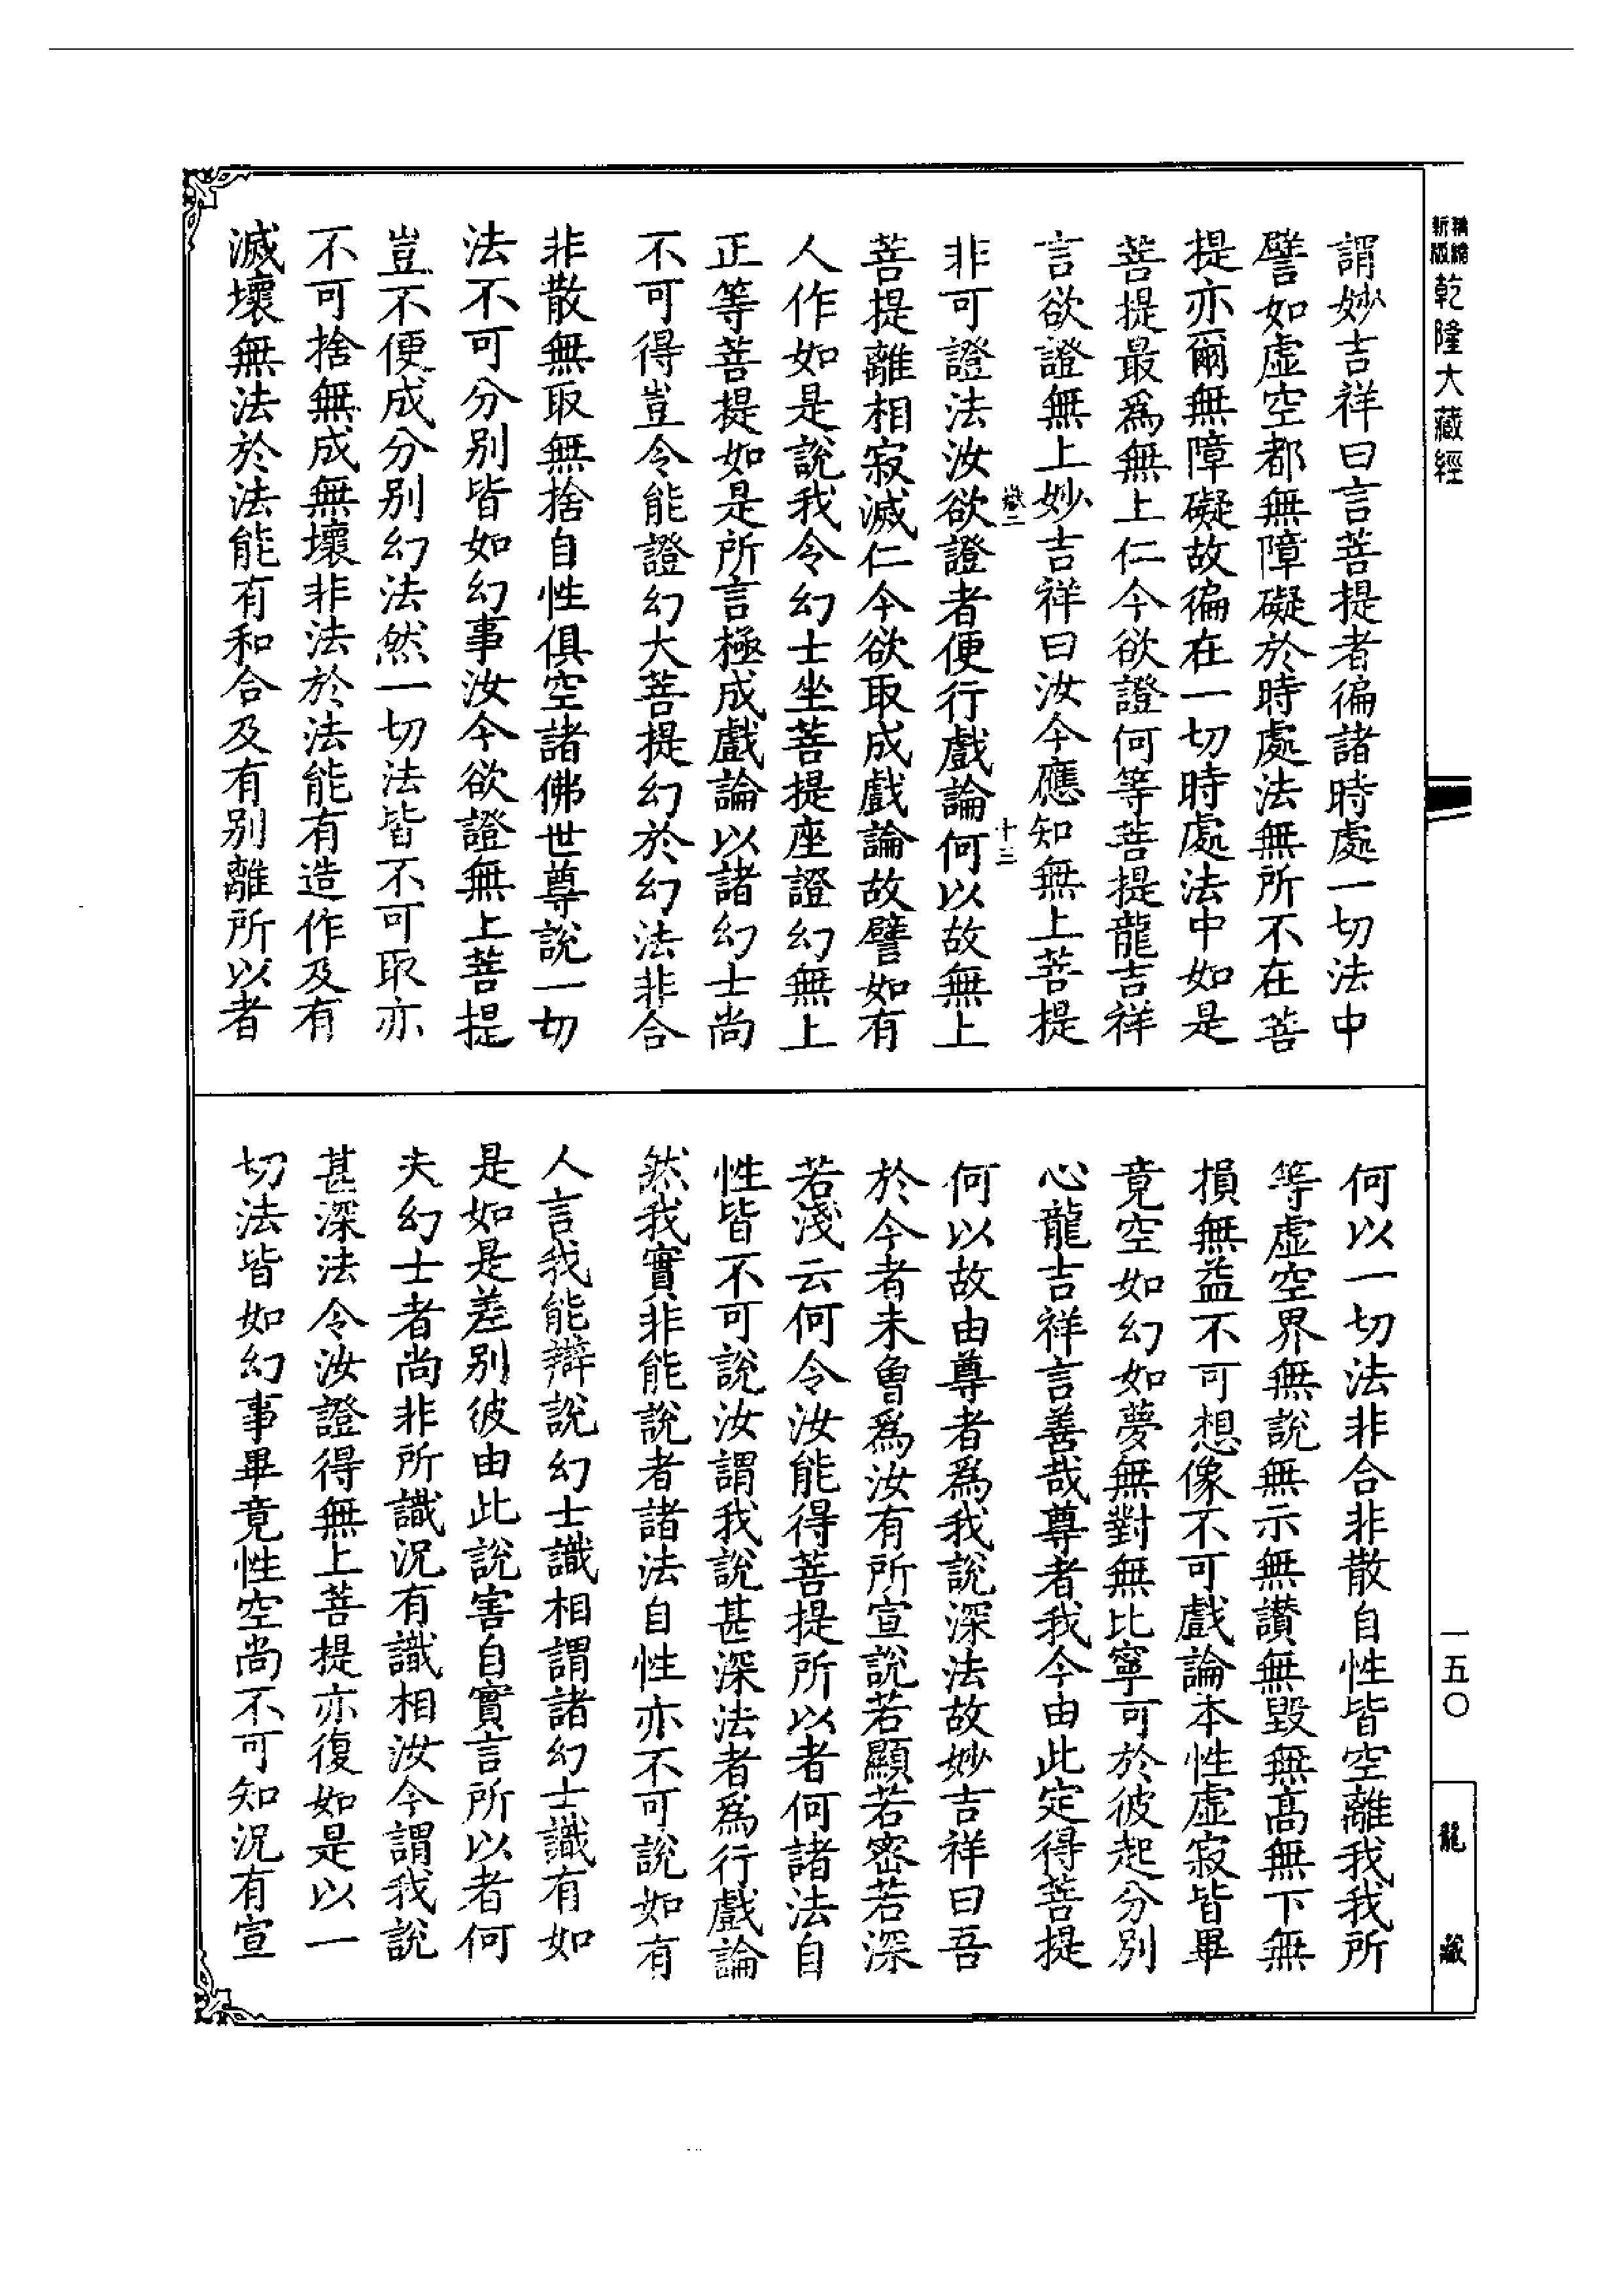 精縮新版 乾隆大藏經
謂妙吉祥曰言菩提者徧諸時處一切法中
譬如虛空都無障礙於時處法無所不在菩
提亦爾無障礙故徧在一切時處法中如是
菩提最爲無上仁今欲證何等菩提龍吉祥
言欲證無上妙吉祥曰汝今應知無上菩提
非可證法汝欲證者便行戲論何以故無上
菩提離相寂滅仁今欲取成戲論故譬如有
人作如是說我令幻士坐菩提座證幻無上
正等菩提如是所言極成戲論以諸幻士尚
不可得豈令能證幻大菩提幻於幻法非合
非散無取無捨自性俱空諸佛世尊說一切
法不可分別皆如幻事汝今欲證無上菩提
豈不便成分別幻法然一切法皆不可取亦
不可捨無成無壞非法於法能有造作及有
滅壞無法於法能有和合及有別離所以者
何以一切法非合非散自性皆空離我我所
等虛空界無說無示無讚無毀無高無下無
損無益不可想像不可戲論本性虛寂皆畢
竟空如幻如夢無對無比寧可於彼起分別
心龍吉祥言善哉尊者我今由此定得菩提
何以故由尊者爲我說深法故妙吉祥曰吾
於今者未曾爲汝有所宣說若顯若密若深
若淺云何令汝能得菩提所以者何諸法自
性皆不可說汝謂我說甚深法者爲行戲論
然我實非能說者諸法自性亦不可說如有
人言我能辯說幻士識相謂諸幻士識有如
是如是差別彼由此說害自實言所以者何
夫幻士者尚非所識況有識相汝今謂我說
甚深法令汝證得無上菩提亦復如是以一
切法皆如幻事畢竟性空尚不可知況有宣
十三
一五〇
龍藏